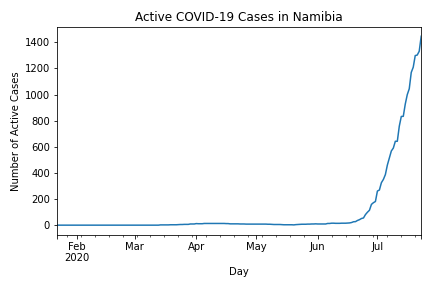 Active COVID-19 Cases in Namibia
Number of Active Cases
1400
1200
1000
800
600
400
200
0
Feb Mar Apr May Jun Jul
2020
Day